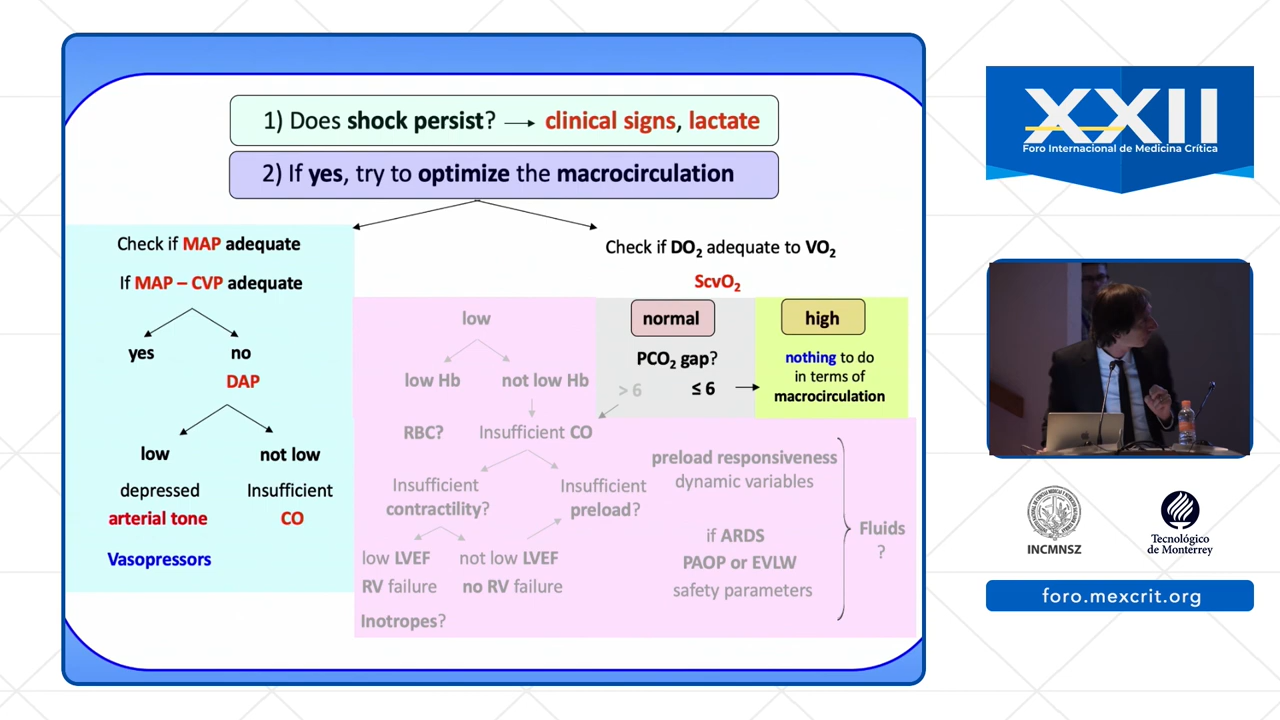 1) Does shock persist? → clinical signs, lactate
2) If yes, try to optimize the macrocirculation
Check if MAP adequate
If MAP – CVP adequate
yes
no
DAP
low
not low
depressed
arterial tone
Insufficient
CO
Vasopressors
Check if DO₂ adequate to VO₂
ScvO₂
low
low Hb
not low Hb
RBC?
Insufficient CO
Insufficient
contractility?
Insufficient
preload?
low LVEF
RV failure
not low LVEF
no RV failure
Inotropes?
normal
PCO₂ gap?
> 6
≤ 6
high
nothing to do
in terms of
macrocirculation
preload responsiveness
dynamic variables
if ARDS
PAOP or EVLW
safety parameters
Fluids
?
XXII
Foro Internacional de Medicina Crítica
INCMNSZ
Tecnológico
de Monterrey
foro.mexcrit.org